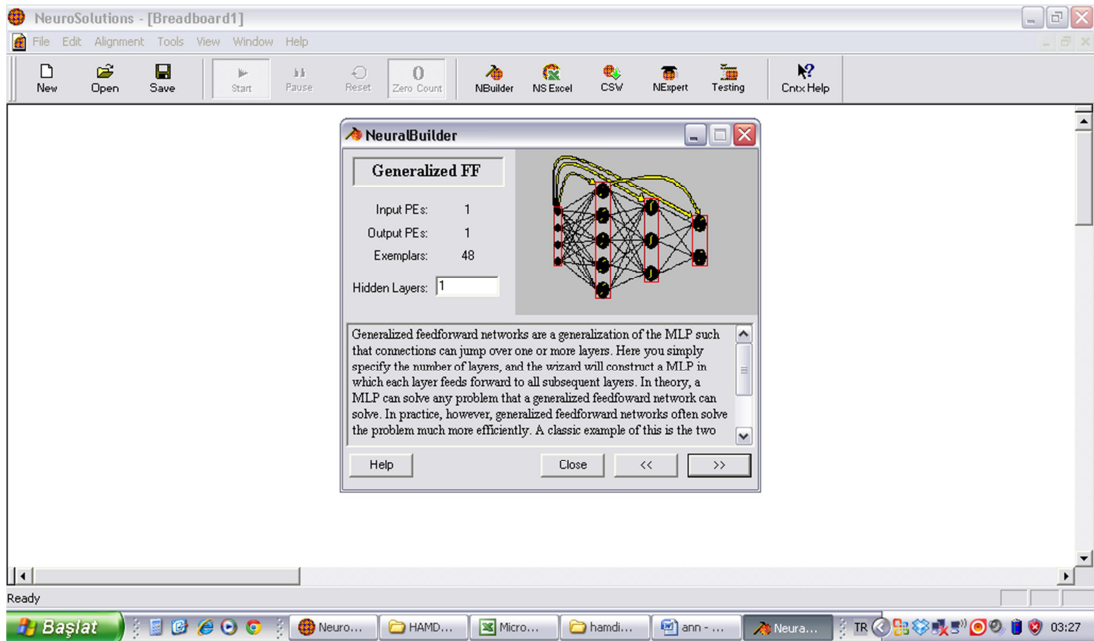 NeuroSolutions - [Breadboard1]
File Edit Alignment Tools View Window Help
New Open Save Start Pause Reset Zero Count NBuilder NS Excel CSW NExpert Testing Cntx Help
NeuralBuilder
Generalized FF
Input PEs: 1
Output PEs: 1
Exemplars: 48
Hidden Layers: 1
Generalized feedforward networks are a generalization of the MLP such
that connections can jump over one or more layers. Here you simply
specify the number of layers, and the wizard will construct a MLP in
which each layer feeds forward to all subsequent layers. In theory, a
MLP can solve any problem that a generalized feedfoward network can
solve. In practice, however, generalized feedforward networks often solve
the problem much more efficiently. A classic example of this is the two
Help Close << >>
Ready
Başlat Neuro... HAMD... Micro... hamdi... ann - ... Neura... TR 03:27